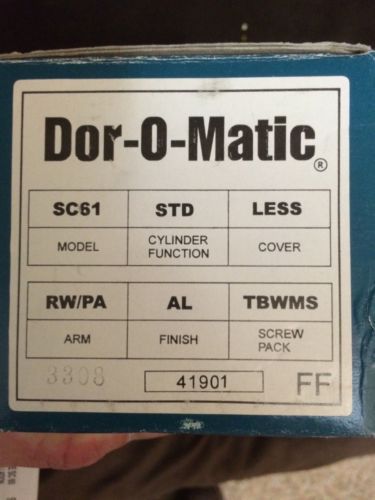 Dor-O-Matic®
SC61 STD LESS
MODEL CYLINDER FUNCTION COVER
RW/PA AL TBWMS
ARM FINISH SCREW PACK
3308 41901 FF